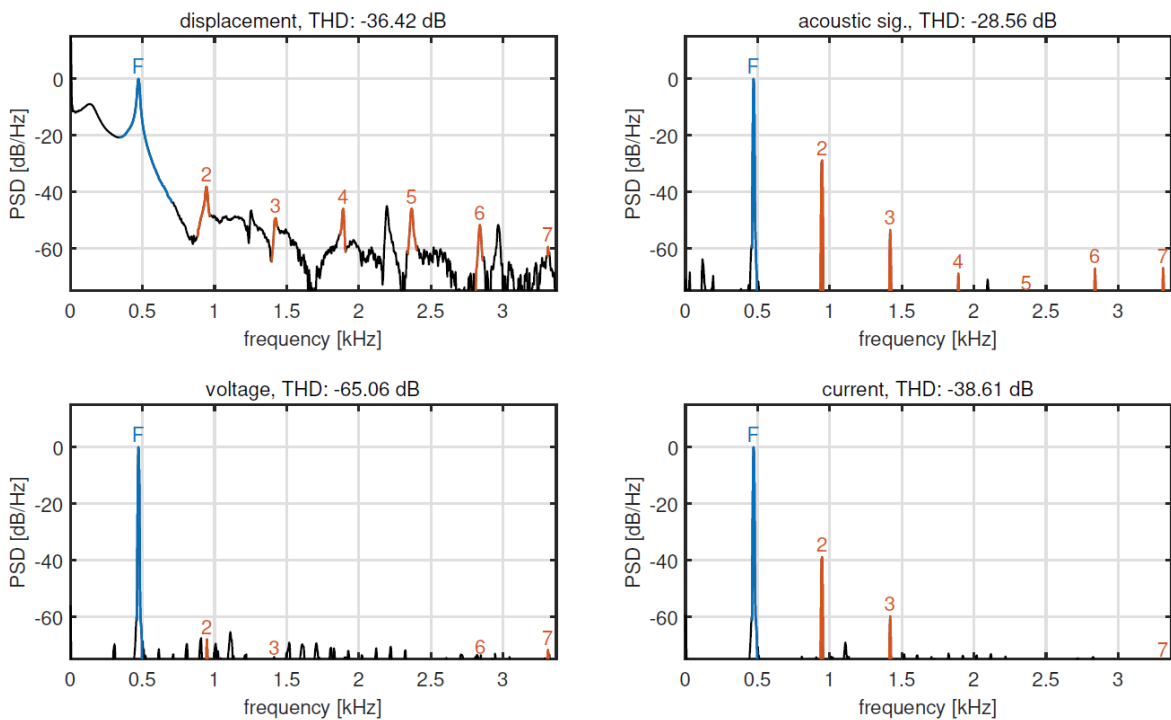 displacement, THD: -36.42 dB
PSD [dB/Hz]
0
-20
-40
-60
F
2
3
4
5
6
7
0 0.5 1 1.5 2 2.5 3
frequency [kHz]
acoustic sig., THD: -28.56 dB
PSD [dB/Hz]
0
-20
-40
-60
F
2
3
4
5
6
7
0 0.5 1 1.5 2 2.5 3
frequency [kHz]
voltage, THD: -65.06 dB
PSD [dB/Hz]
0
-20
-40
-60
F
2
3
6
7
0 0.5 1 1.5 2 2.5 3
frequency [kHz]
current, THD: -38.61 dB
PSD [dB/Hz]
0
-20
-40
-60
F
2
3
7
0 0.5 1 1.5 2 2.5 3
frequency [kHz]